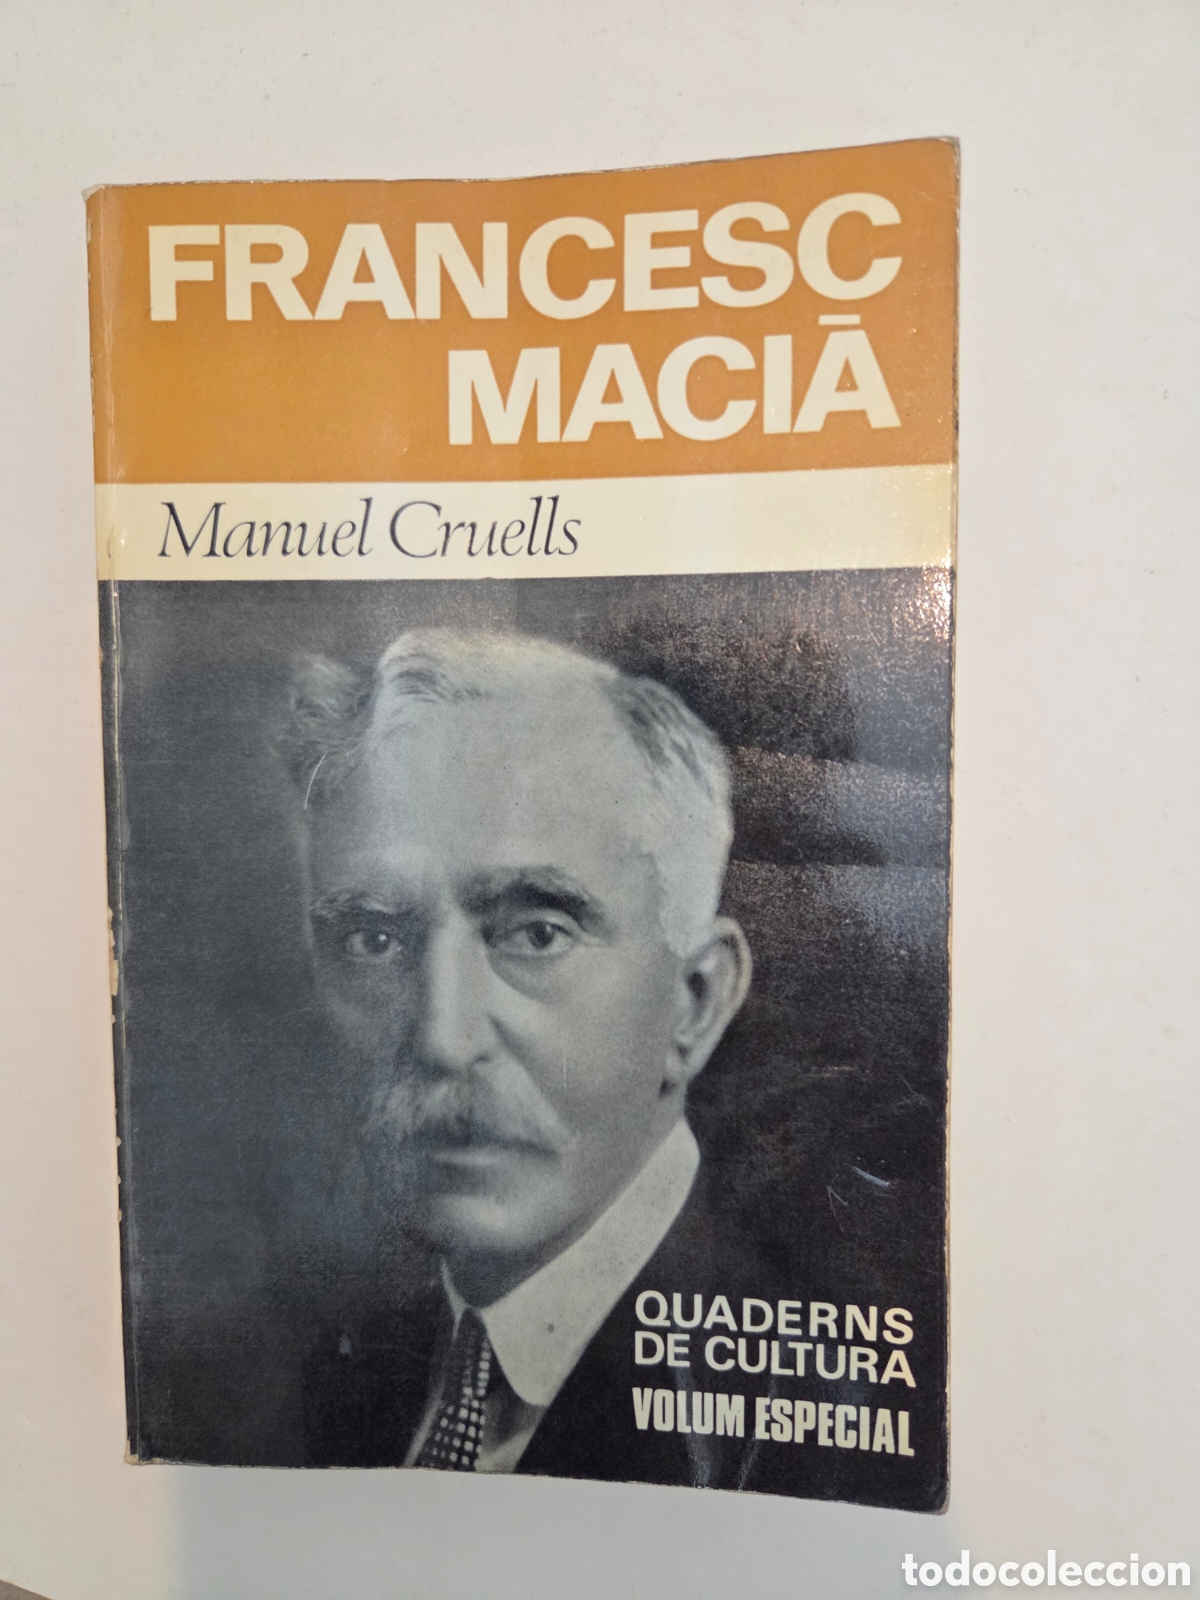 FRANCESC
MACIÀ
Manuel Cruells
QUADERNS
DE CULTURA
VOLUM ESPECIAL
todocoleccion